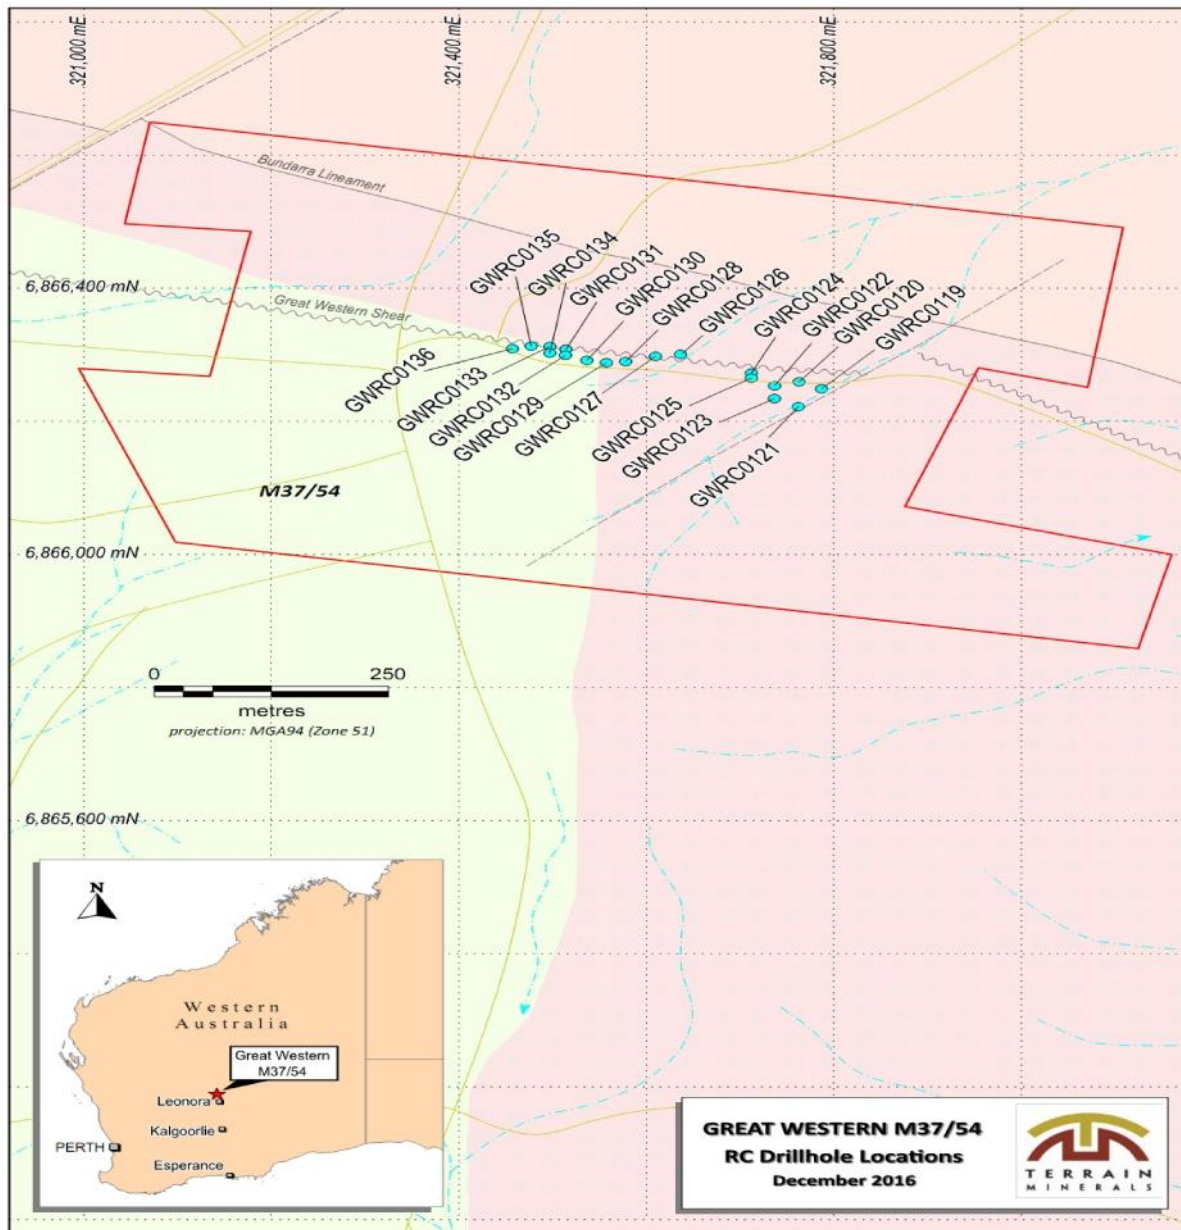 321,000 mE
321,400 mE
321,800 mE
Bundarra Lineament
6,866,400 mN
Great Western Shear
GWRC0135
GWRC0134
GWRC0131
GWRC0130
GWRC0128
GWRC0126
GWRC0124
GWRC0122
GWRC0120
GWRC0119
GWRC0136
GWRC0133
GWRC0132
GWRC0129
GWRC0127
GWRC0125
GWRC0123
GWRC0121
M37/54
6,866,000 mN
0 250
metres
projection: MGA94 (Zone 51)
6,865,600 mN
N
Western
Australia
Great Western
M37/54
Leonora
Kalgoorlie
PERTH
Esperance
GREAT WESTERN M37/54
RC Drillhole Locations
December 2016
TERRAIN
MINERALS